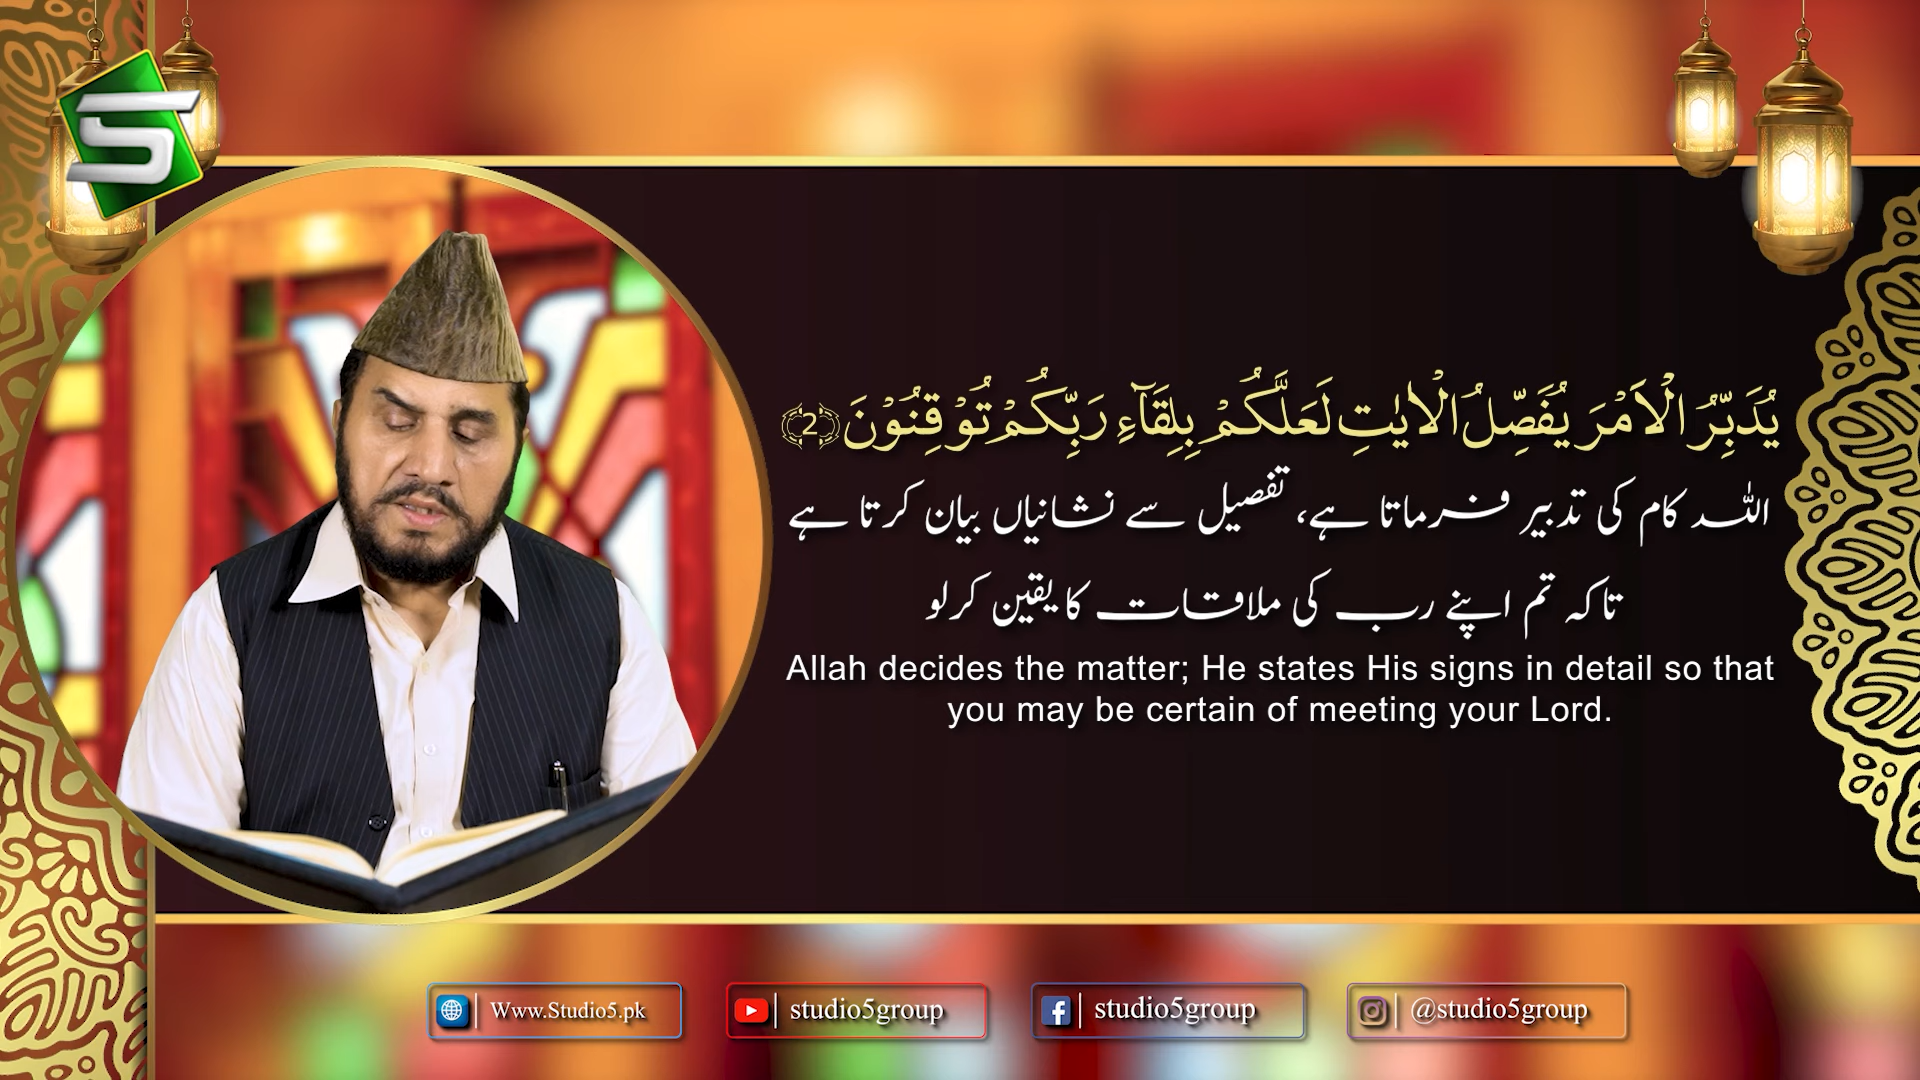 يُدَبِّرُ الْاَمْرَ يُفَصِّلُ الْاٰيٰتِ لَعَلَّكُمْ بِلِقَآءِ رَبِّكُمْ تُوْقِنُوْنَ ﴿2﴾
اللہ کام کی تدبیر فرماتا ہے، تفصیل سے نشانیاں بیان کرتا ہے
تاکہ تم اپنے رب کی ملاقات کا یقین کرلو
Allah decides the matter; He states His signs in detail so that
you may be certain of meeting your Lord.
Www.Studio5.pk studio5group studio5group @studio5group